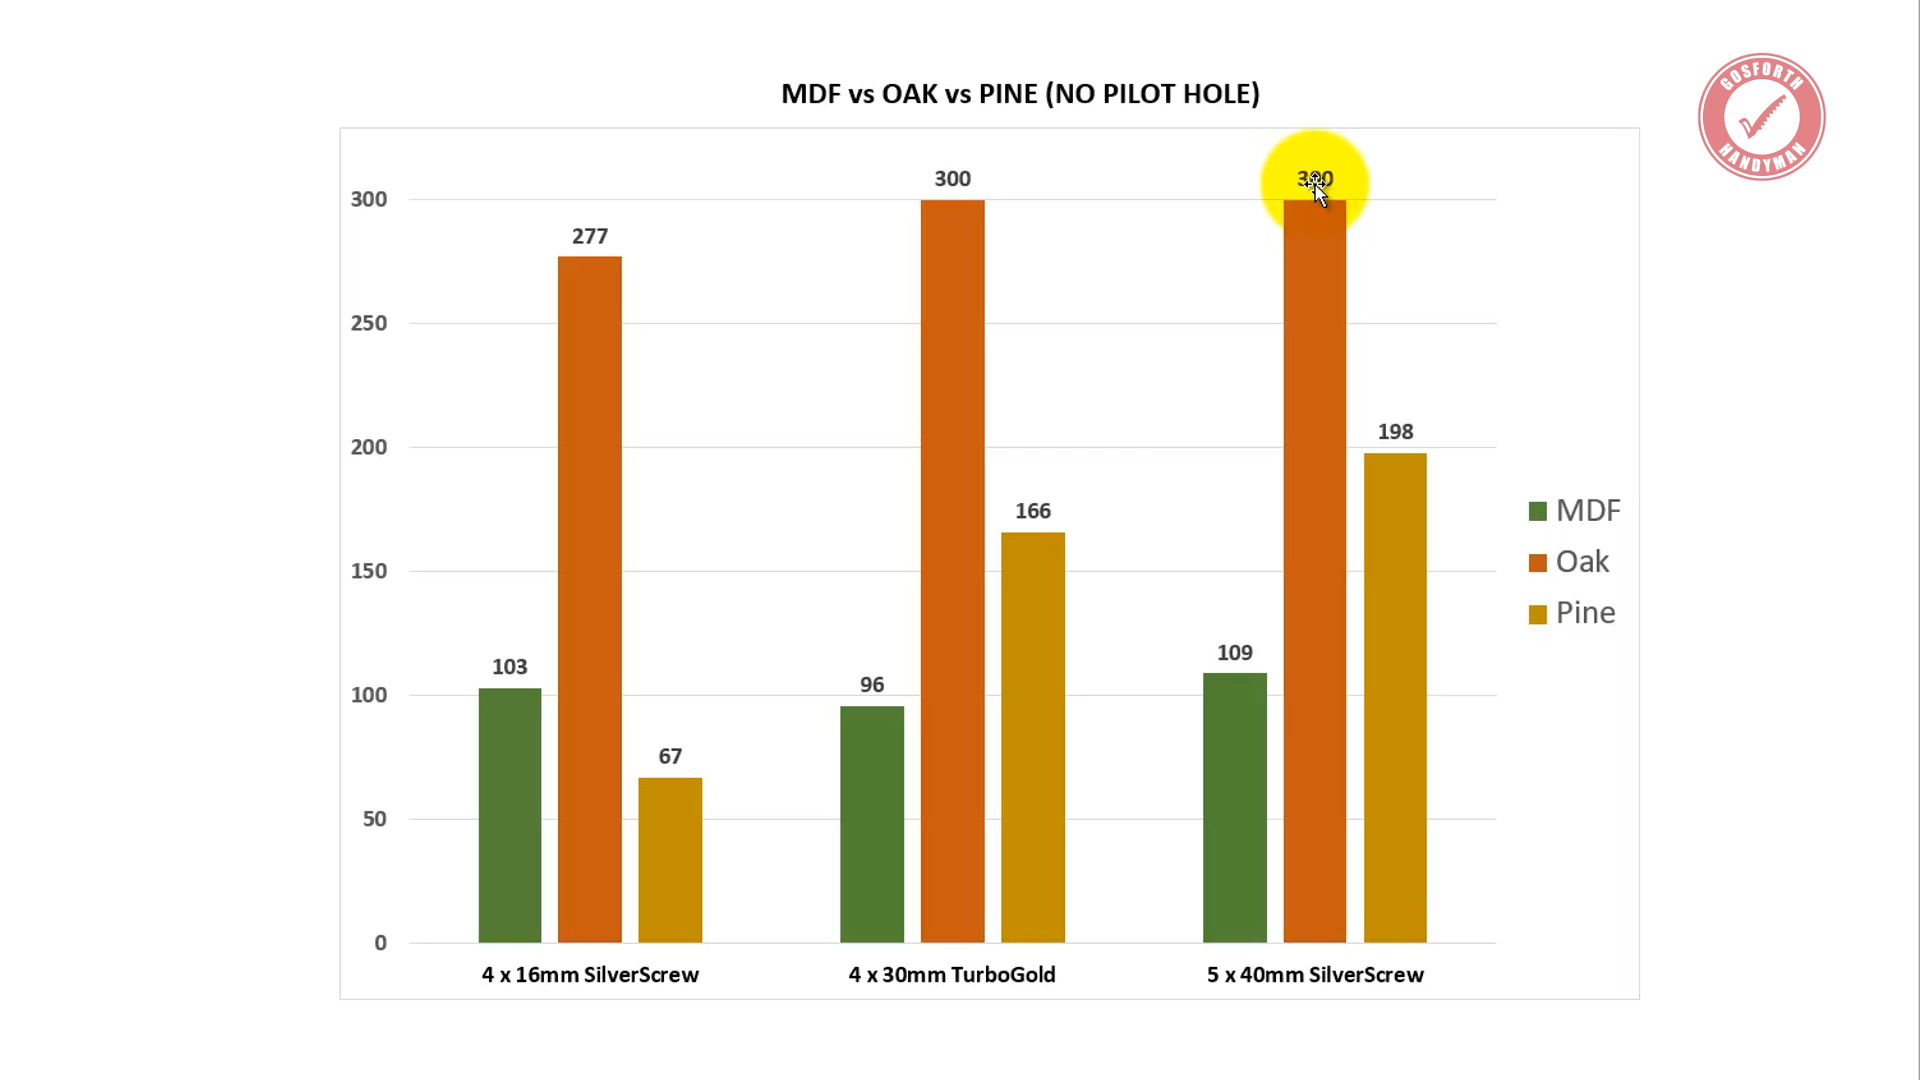 MDF vs OAK vs PINE (NO PILOT HOLE)
GOSFORTH
HANDYMAN
300
250
200
150
100
50
0
103
277
67
96
300
166
109
300
198
4 x 16mm SilverScrew
4 x 30mm TurboGold
5 x 40mm SilverScrew
MDF
Oak
Pine